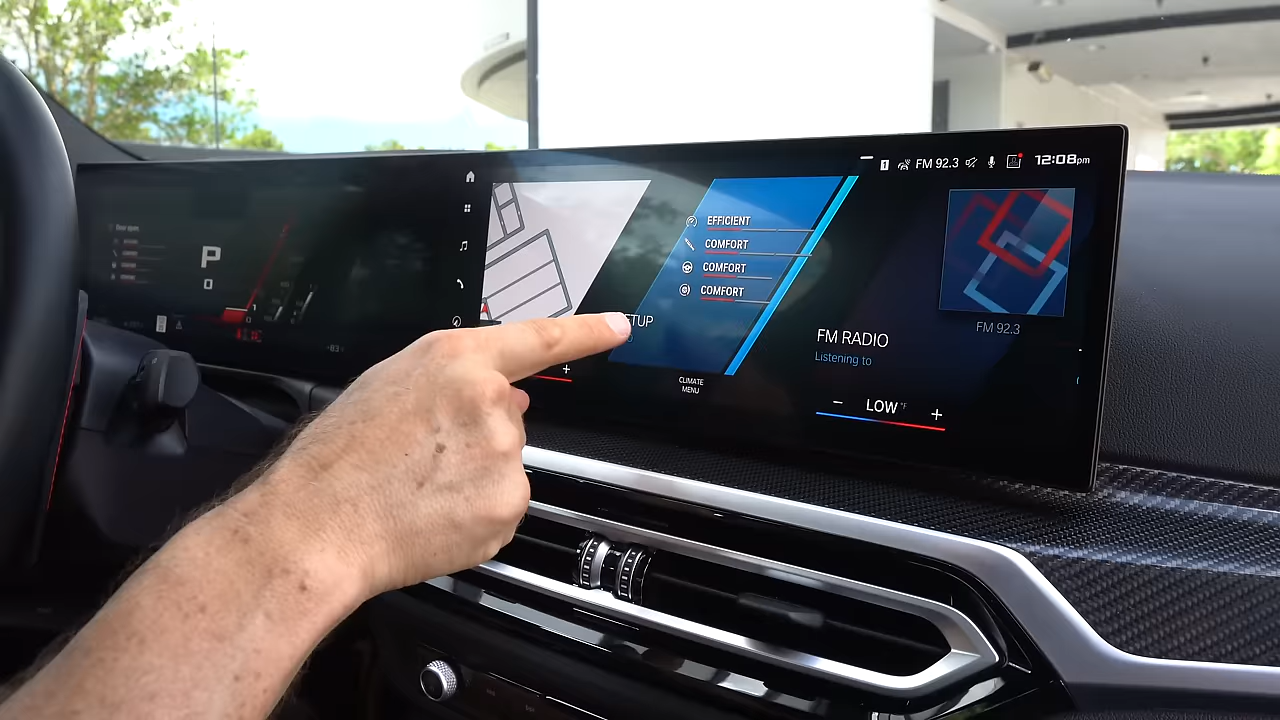 FM 92.3
12:08pm
EFFICIENT
COMFORT
COMFORT
COMFORT
P
0
FM 92.3
FM RADIO
Listening to
CLIMATE
MENU
+
− LOW °F +